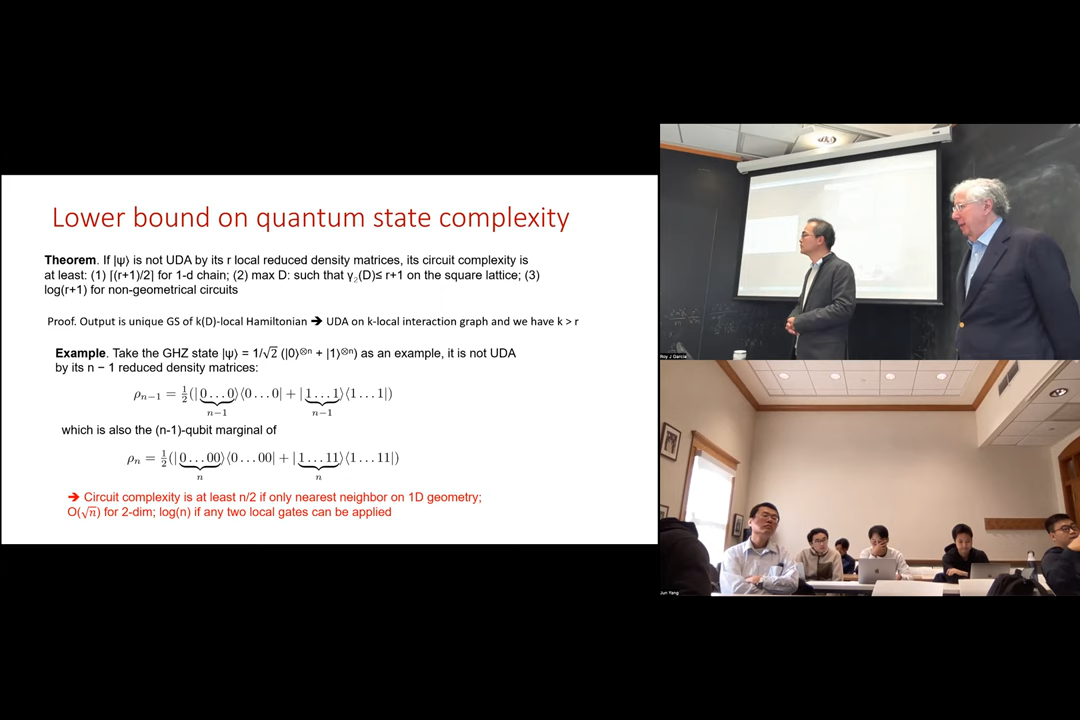 Lower bound on quantum state complexity
Theorem. If |ψ⟩ is not UDA by its r local reduced density matrices, its circuit complexity is
at least: (1) ⌈(r+1)/2⌉ for 1-d chain; (2) max D: such that γ₂(D)≤ r+1 on the square lattice; (3)
log(r+1) for non-geometrical circuits
Proof. Output is unique GS of k(D)-local Hamiltonian ➔ UDA on k-local interaction graph and we have k > r
Example. Take the GHZ state |ψ⟩ = 1/√2 (|0⟩⊗n + |1⟩⊗n) as an example, it is not UDA
by its n − 1 reduced density matrices:
ρn−1 = ½(|0...0⟩⟨0...0| + |1...1⟩⟨1...1|)
n−1 n−1
which is also the (n-1)-qubit marginal of
ρn = ½(|0...00⟩⟨0...00| + |1...11⟩⟨1...11|)
n n
➔ Circuit complexity is at least n/2 if only nearest neighbor on 1D geometry;
O(√n) for 2-dim; log(n) if any two local gates can be applied
Roy J Garcia
Jun Yang